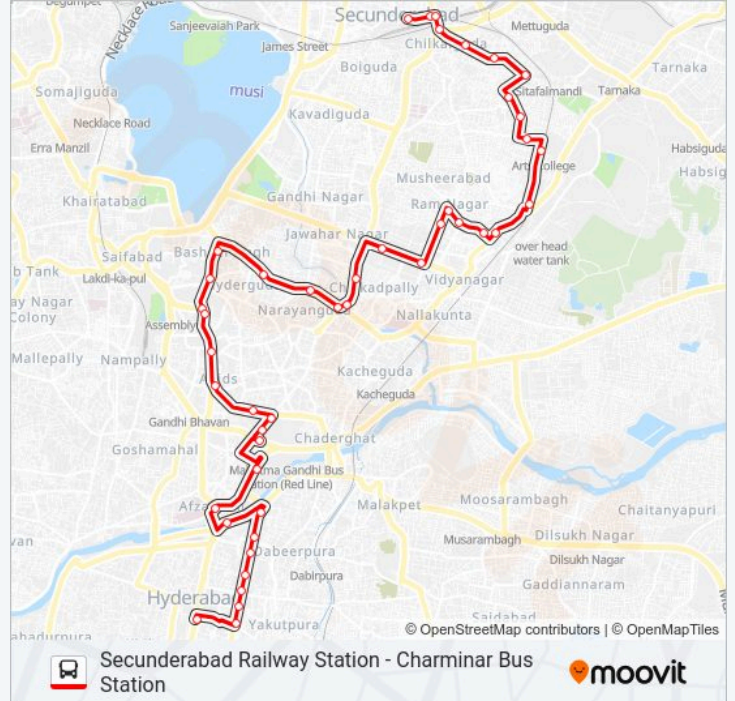 Begumpet
Necklace Road
Sanjeevaiah Park
Secunderabad
Mettuguda
James Street
Chilkalguda
Boiguda
Tarnaka
Somajiguda
musi
Sitafalmandi
Tarnaka
Kavadiguda
Necklace Road
Erra Manzil
Arts College
Habsiguda
Musheerabad
Habsig
Khairatabad
Gandhi Nagar
Ram Nagar
Jawahar Nagar
Saifabad
over head
water tank
b Tank
Lakdi-ka-pul
Hyderguda
Chikkadpally
Vidyanagar
ay Nagar
Colony
Assembly
Narayanguda
Nallakunta
Mallepally
Nampally
Kacheguda
Abids
Kacheguda
Gandhi Bhavan
Goshamahal
Chaderghat
Mahatma Gandhi Bus
Station (Red Line)
Afza
Malakpet
Moosarambagh
Chaitanyapuri
van
Musarambagh
Dilsukh Nagar
Dabeerpura
Dilsukh Nagar
Dabirpura
Gaddiannaram
Hyderabad
Yakutpura
Saidabad
ahadurpura
© OpenStreetMap contributors | © OpenMapTiles
Secunderabad Railway Station - Charminar Bus
Station
moovit